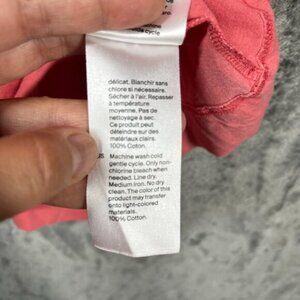 cycle
délicat. Blanchir sans
chlore si nécessaire.
Sécher à l'air. Repasser
à température
moyenne. Pas de
nettoyage à sec.
Ce produit peut
déteindre sur des
matériaux clairs.
100% Coton.
US Machine wash cold
gentle cycle. Only non-
chlorine bleach when
needed. Line dry.
Medium iron. No dry
clean. The color of this
product may transfer
onto light-colored
materials.
100% Cotton.